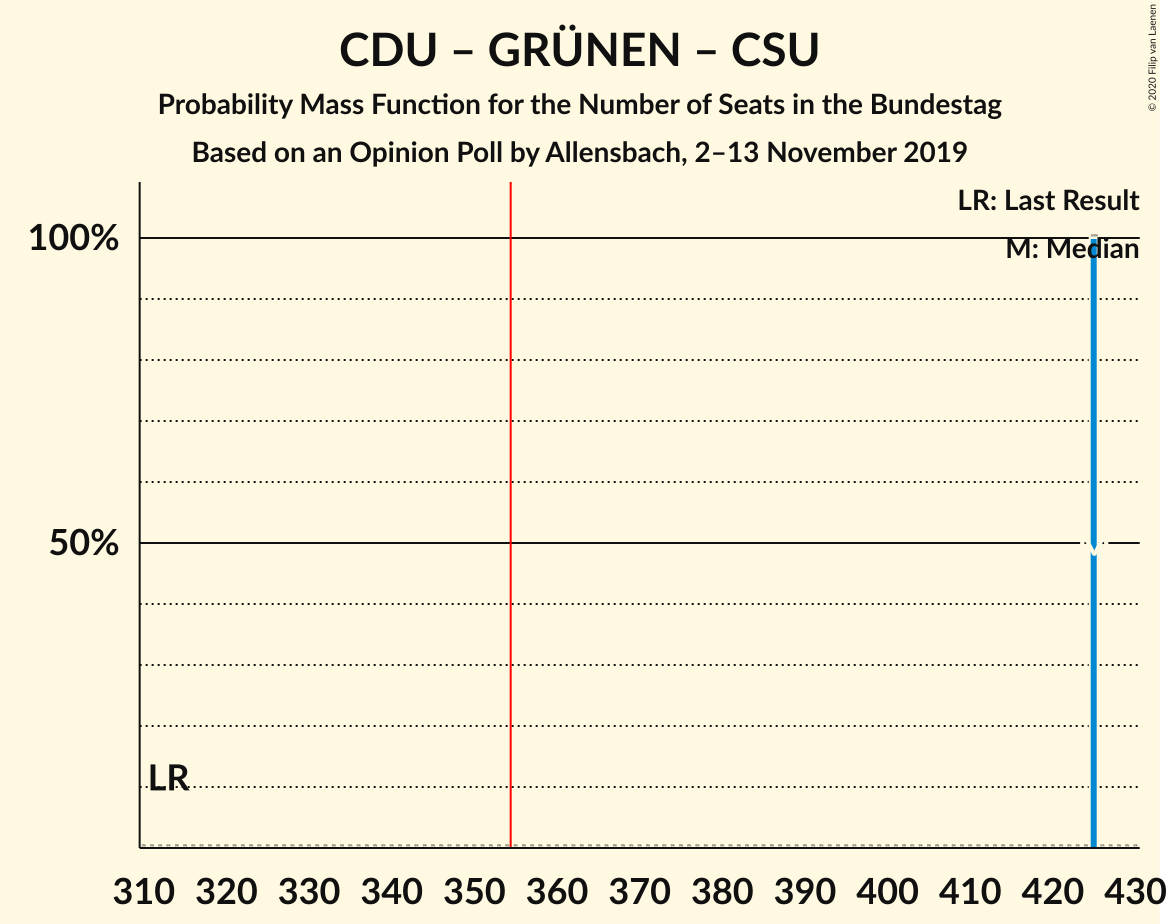 CDU – GRÜNEN – CSU
Probability Mass Function for the Number of Seats in the Bundestag
Based on an Opinion Poll by Allensbach, 2–13 November 2019
© 2020 Filip van Laenen
LR: Last Result
M: Median
100%
50%
LR
310 320 330 340 350 360 370 380 390 400 410 420 430